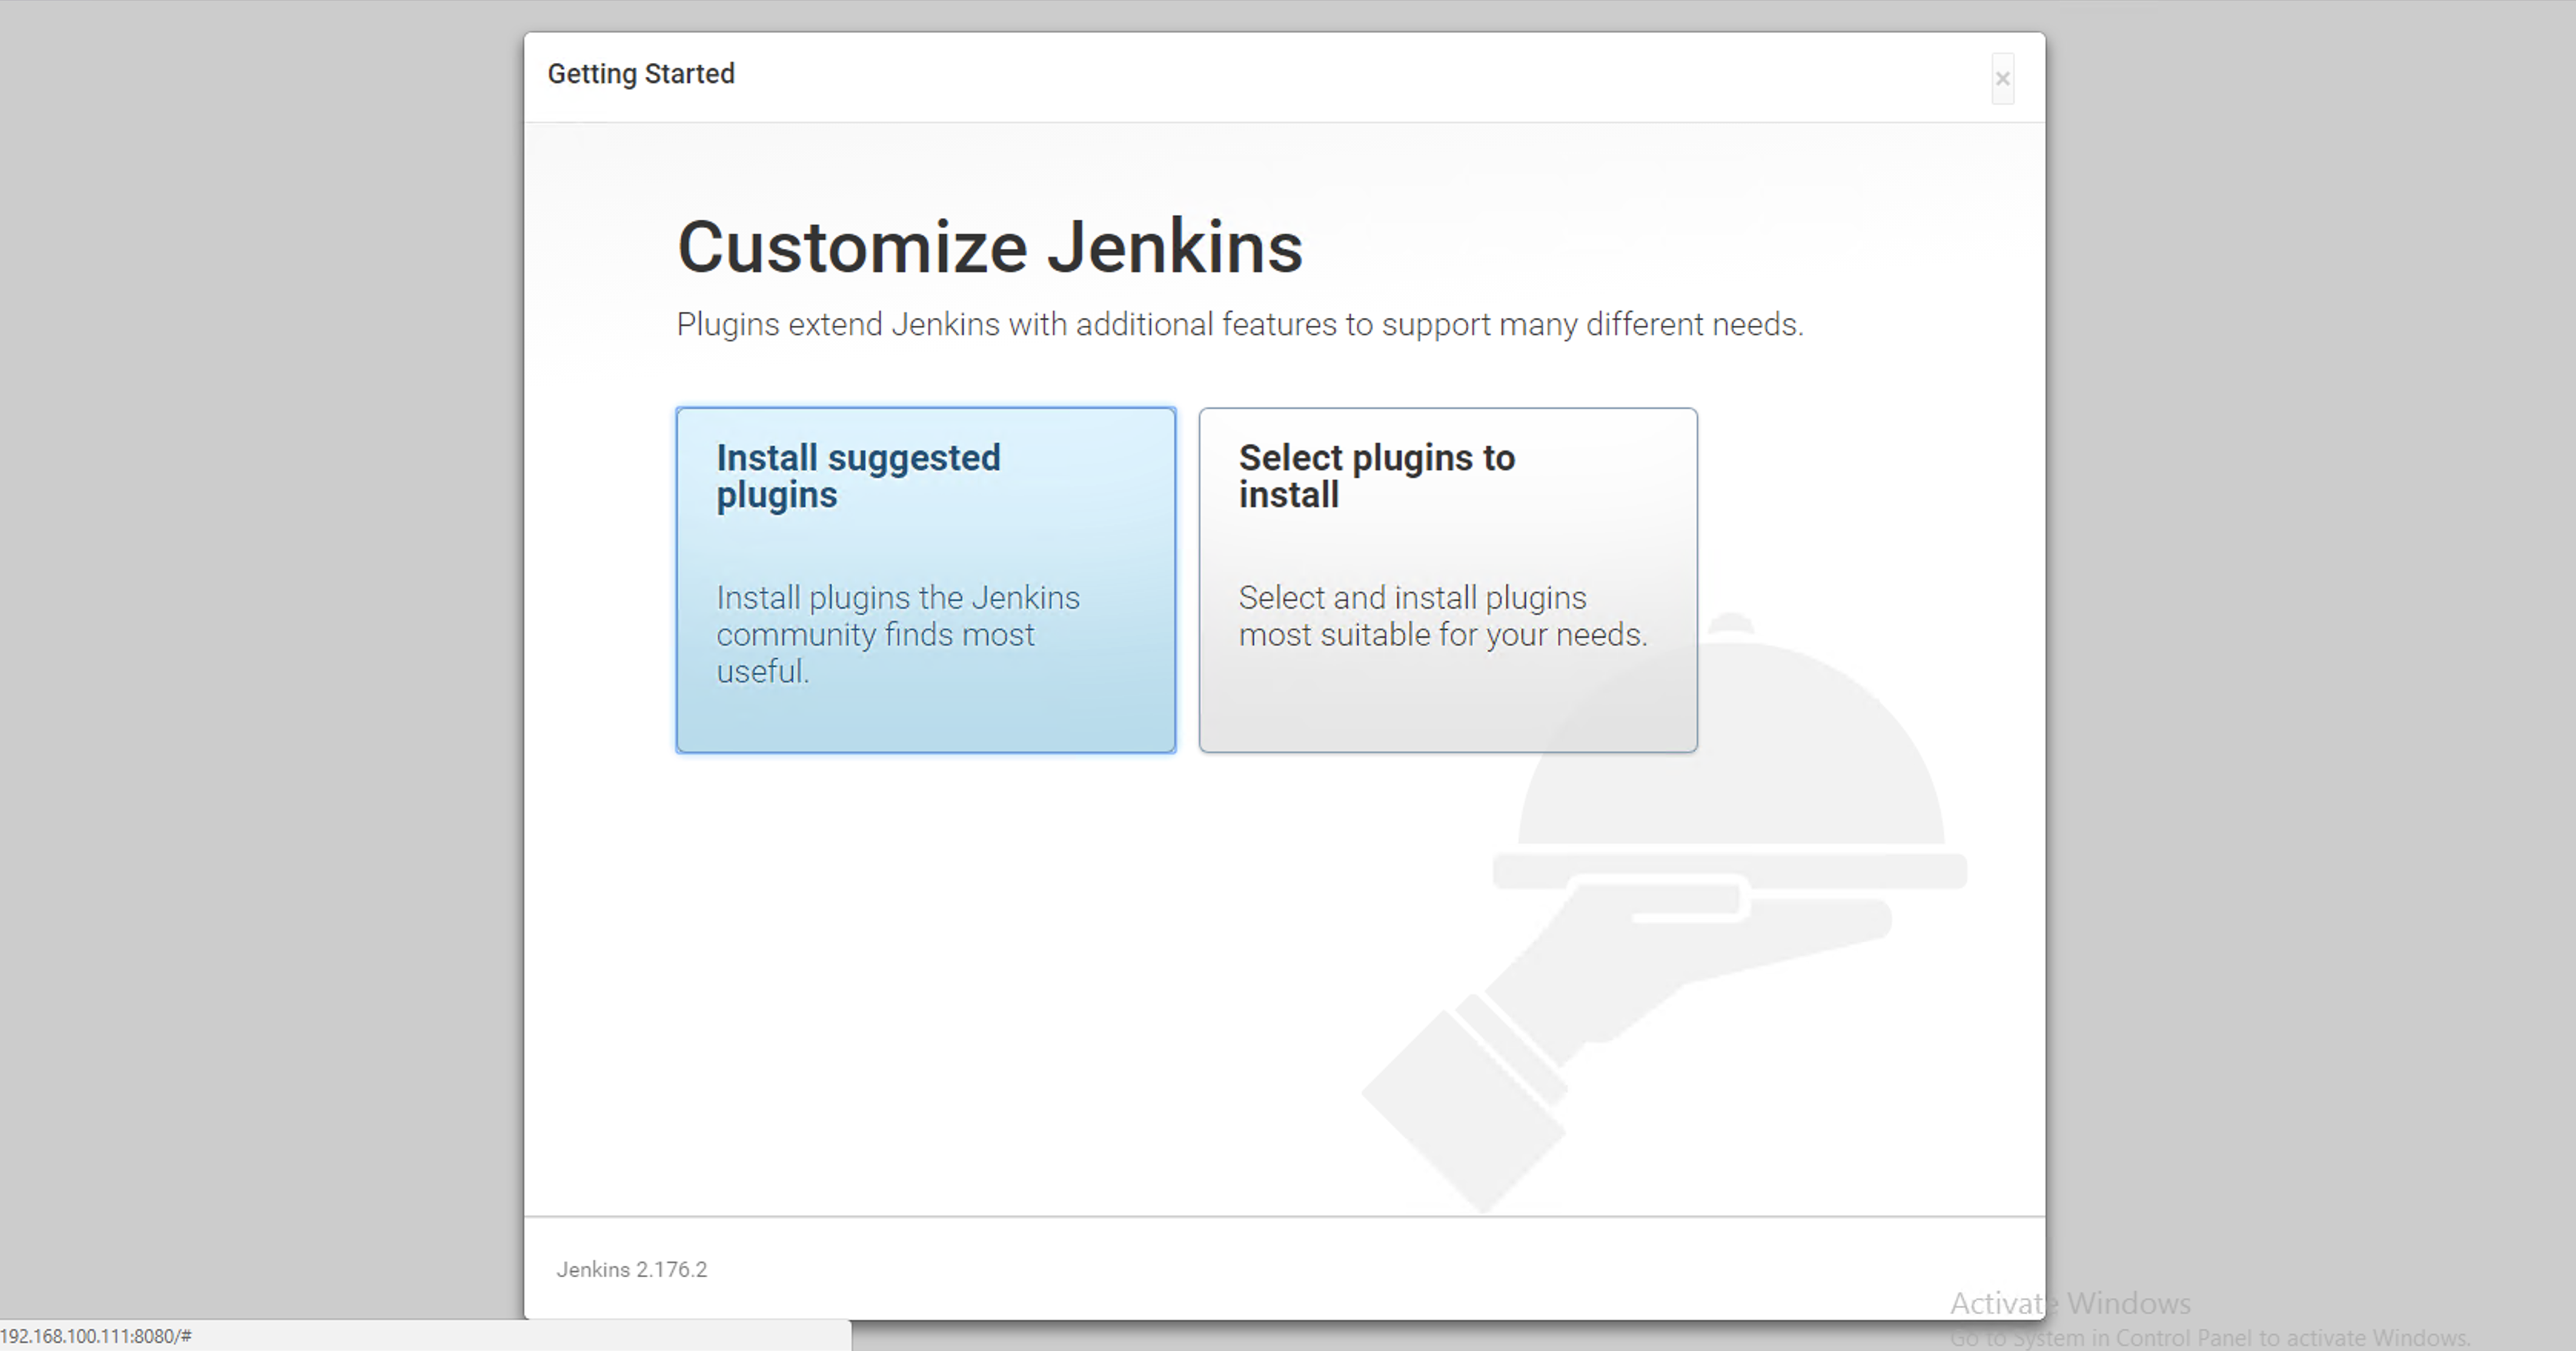 Getting Started
×
Customize Jenkins
Plugins extend Jenkins with additional features to support many different needs.
Install suggested
plugins
Install plugins the Jenkins
community finds most
useful.
Select plugins to
install
Select and install plugins
most suitable for your needs.
Jenkins 2.176.2
Activate Windows
Go to System in Control Panel to activate Windows.
192.168.100.111:8080/#